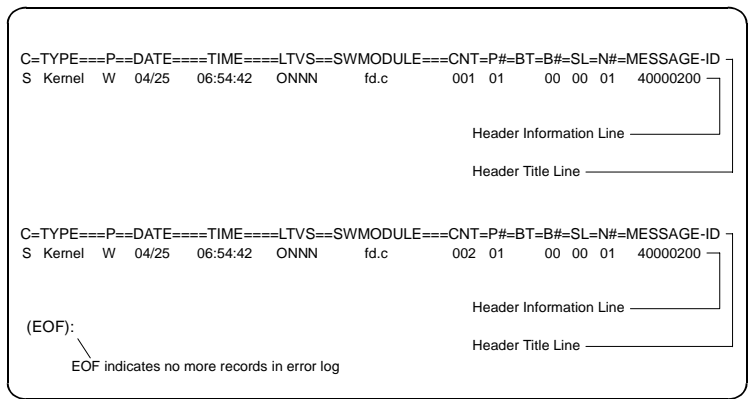 C=TYPE===P==DATE====TIME====LTVS==SWMODULE===CNT=P#=BT=B#=SL=N#=MESSAGE-ID
S Kernel W 04/25 06:54:42 ONNN fd.c 001 01 00 00 01 40000200
Header Information Line
Header Title Line
C=TYPE===P==DATE====TIME====LTVS==SWMODULE===CNT=P#=BT=B#=SL=N#=MESSAGE-ID
S Kernel W 04/25 06:54:42 ONNN fd.c 002 01 00 00 01 40000200
Header Information Line
(EOF):
Header Title Line
EOF indicates no more records in error log